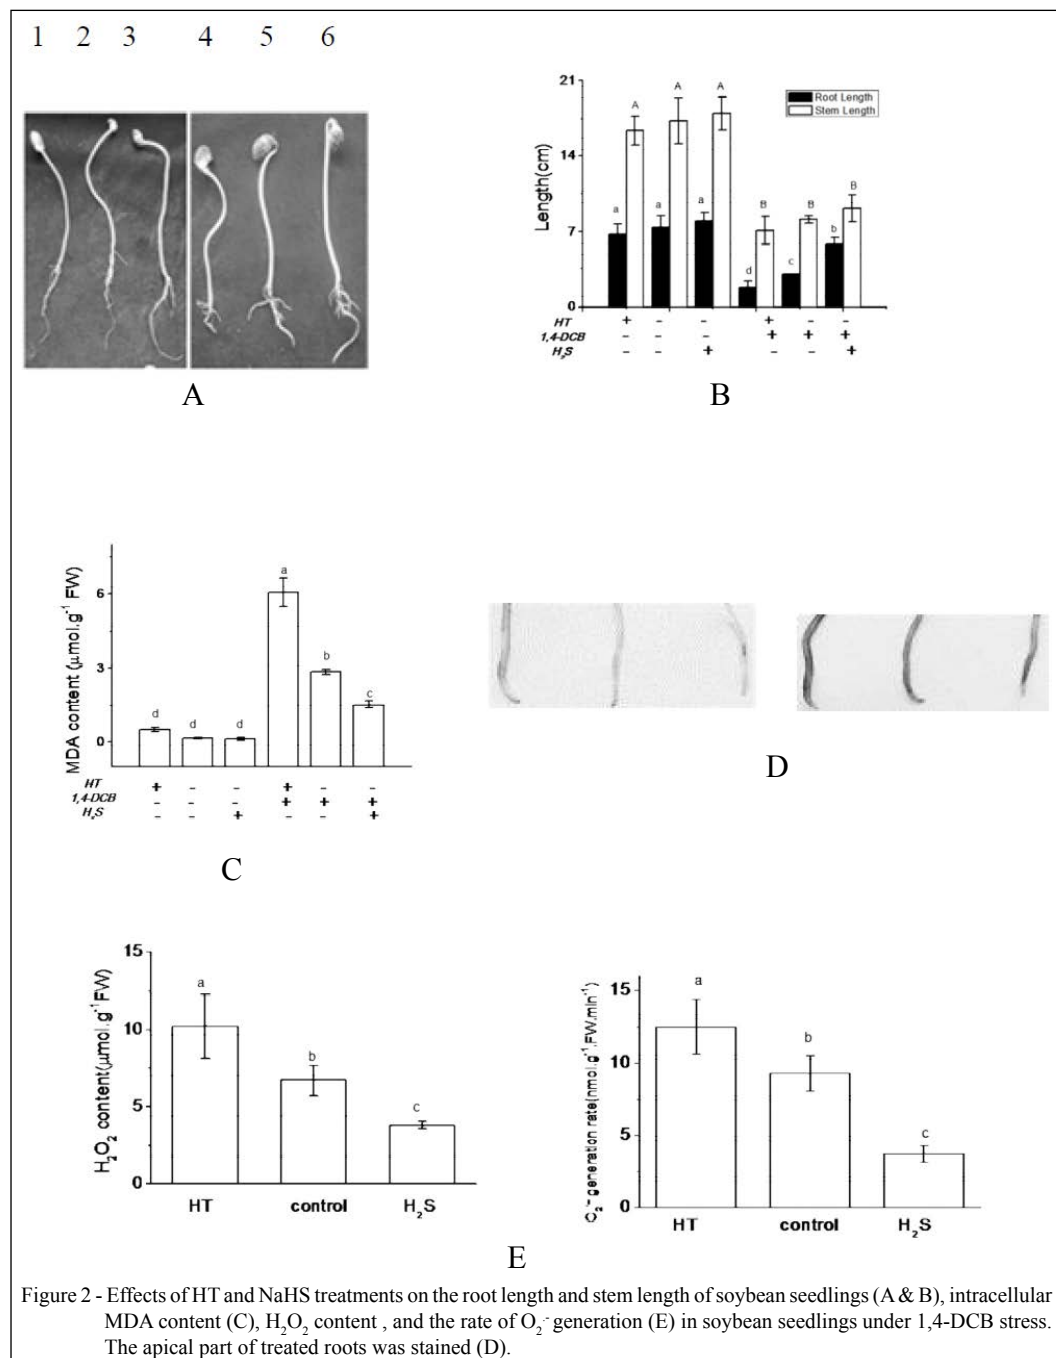 1 2 3 4 5 6
A
21
14
7
0
Length(cm)
Root Length
Stem Length
A A A B B B
a a a d c b
HT + – – + – –
1,4-DCB – – – + + +
H₂S – – + – – +
B
MDA content (μmol.g⁻¹ FW)
6
3
0
d d d a b c
HT + – – + – –
1,4-DCB – – – + + +
H₂S – – + – – +
C
D
H₂O₂ content(μmol.g⁻¹FW)
15
10
5
0
a b c
HT control H₂S
O₂·⁻ generation rate(nmol.g⁻¹.FW.min⁻¹)
15
10
5
0
a b c
HT control H₂S
E
Figure 2 - Effects of HT and NaHS treatments on the root length and stem length of soybean seedlings (A & B), intracellular
MDA content (C), H₂O₂ content , and the rate of O₂·⁻ generation (E) in soybean seedlings under 1,4-DCB stress.
The apical part of treated roots was stained (D).